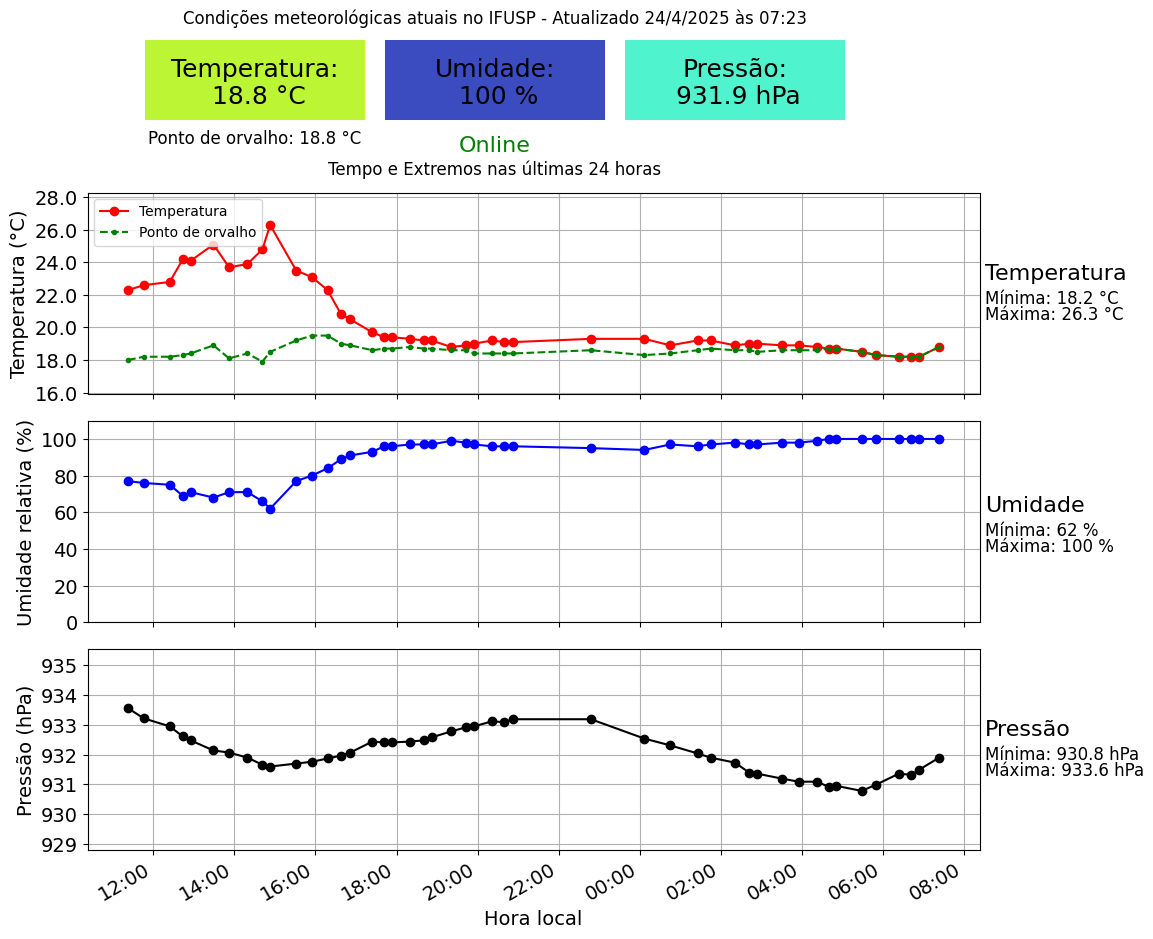 Condições meteorológicas atuais no IFUSP - Atualizado 24/4/2025 às 07:23
Temperatura:
18.8 °C
Umidade:
100 %
Pressão:
931.9 hPa
Ponto de orvalho: 18.8 °C
Online
Tempo e Extremos nas últimas 24 horas
Temperatura (°C)
28.0
26.0
24.0
22.0
20.0
18.0
16.0
Temperatura
Ponto de orvalho
Temperatura
Mínima: 18.2 °C
Máxima: 26.3 °C
Umidade relativa (%)
100
80
60
40
20
0
Umidade
Mínima: 62 %
Máxima: 100 %
Pressão (hPa)
935
934
933
932
931
930
929
Pressão
Mínima: 930.8 hPa
Máxima: 933.6 hPa
12:00
14:00
16:00
18:00
20:00
22:00
00:00
02:00
04:00
06:00
08:00
Hora local